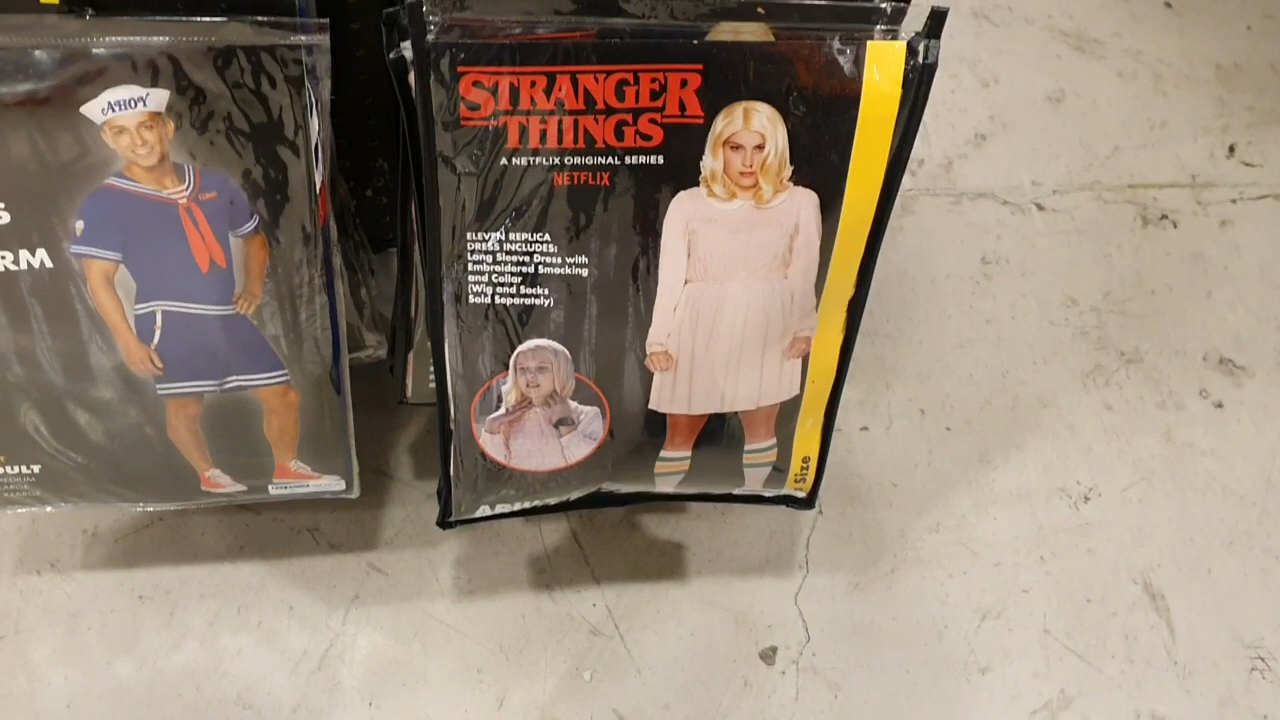 AHOY
S
RM
STRANGER
THINGS
A NETFLIX ORIGINAL SERIES
NETFLIX
ELEVEN REPLICA
DRESS INCLUDES:
Long Sleeve Dress with
Embroidered Smocking
and Collar
(Wig and Socks
Sold Separately)
Size